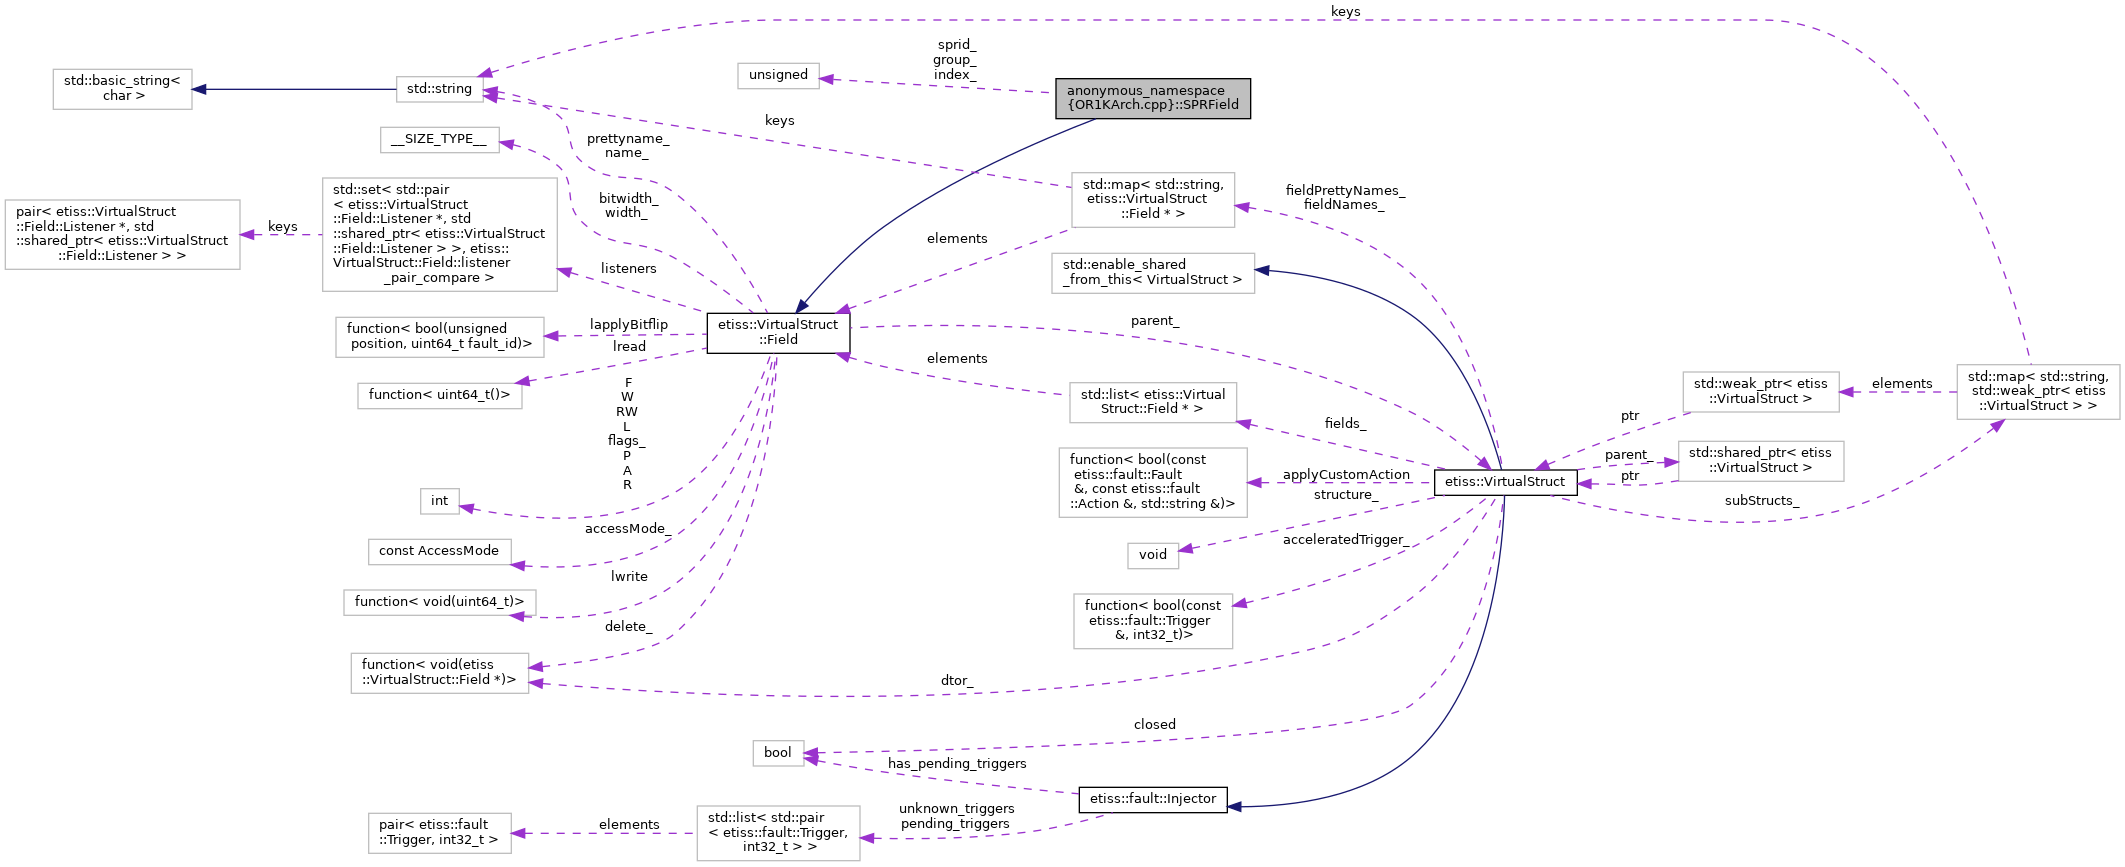 keys
sprid_
group_
index_
unsigned
std::basic_string<
char >
std::string
anonymous_namespace
{OR1KArch.cpp}::SPRField
keys
__SIZE_TYPE__
prettyname_
name_
std::set< std::pair
< etiss::VirtualStruct
::Field::Listener *, std
::shared_ptr< etiss::VirtualStruct
::Field::Listener > >, etiss::
VirtualStruct::Field::listener
_pair_compare >
pair< etiss::VirtualStruct
::Field::Listener *, std
::shared_ptr< etiss::VirtualStruct
::Field::Listener > >
keys
bitwidth_
width_
std::map< std::string,
etiss::VirtualStruct
::Field * >
fieldPrettyNames_
fieldNames_
elements
listeners
std::enable_shared
_from_this< VirtualStruct >
function< bool(unsigned
position, uint64_t fault_id)>
lapplyBitflip
etiss::VirtualStruct
::Field
parent_
lread
function< uint64_t()>
elements
std::list< etiss::Virtual
Struct::Field * >
fields_
F
W
RW
L
flags_
P
A
R
std::weak_ptr< etiss
::VirtualStruct >
elements
std::map< std::string,
std::weak_ptr< etiss
::VirtualStruct > >
ptr
function< bool(const
etiss::fault::Fault
&, const etiss::fault
::Action &, std::string &)>
applyCustomAction
etiss::VirtualStruct
parent_
ptr
std::shared_ptr< etiss
::VirtualStruct >
structure_
subStructs_
int
accessMode_
const AccessMode
void
acceleratedTrigger_
lwrite
function< void(uint64_t)>
function< bool(const
etiss::fault::Trigger
&, int32_t)>
delete_
function< void(etiss
::VirtualStruct::Field *)>
dtor_
closed
bool
has_pending_triggers
etiss::fault::Injector
unknown_triggers
pending_triggers
pair< etiss::fault
::Trigger, int32_t >
elements
std::list< std::pair
< etiss::fault::Trigger,
int32_t > >